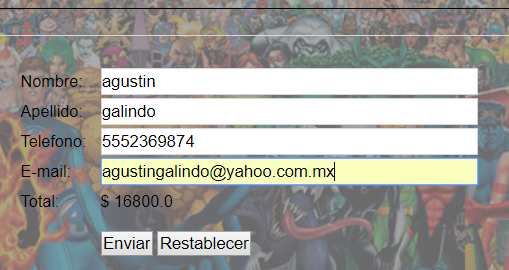 Nombre: agustin
Apellido: galindo
Telefono: 5552369874
E-mail: agustingalindo@yahoo.com.mx
Total: $ 16800.0
Enviar Restablecer